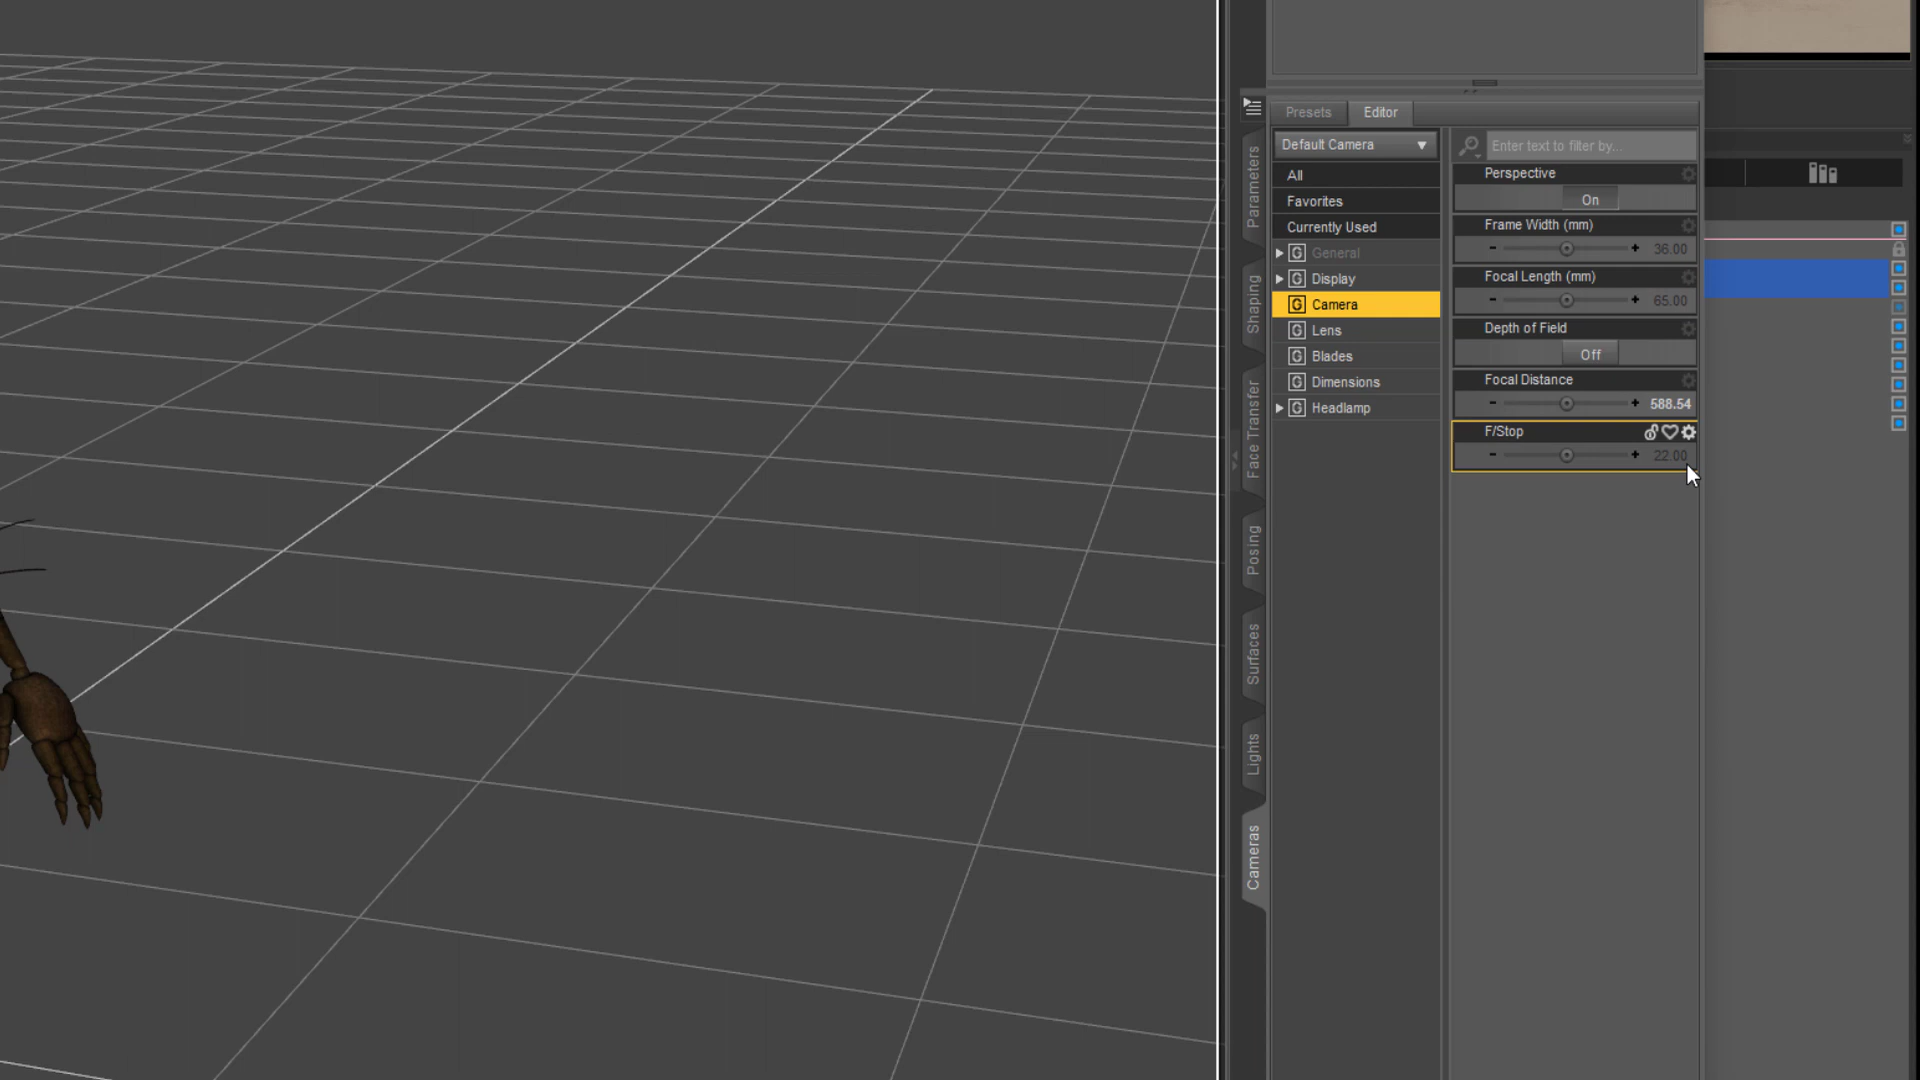 Presets
Editor
Default Camera
Enter text to filter by...
All
Favorites
Currently Used
G General
G Display
G Camera
G Lens
G Blades
G Dimensions
G Headlamp
Perspective
On
Frame Width (mm)
- + 36.00
Focal Length (mm)
- + 65.00
Depth of Field
Off
Focal Distance
- + 588.54
F/Stop
- + 22.00
Parameters
Shaping
Face Transfer
Posing
Surfaces
Lights
Cameras